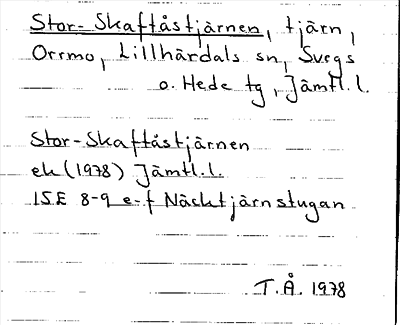 Stor-Skaftåstjärnen, tjärn,
Orrmo, Lillhärdals sn, Svegs
o. Hede tg, Jämtl.l.
Stor-Skaftåstjärnen
ek (1978) Jämtl.l.
15E 8-9 e-f Näcktjärnstugan
T.Å. 1978